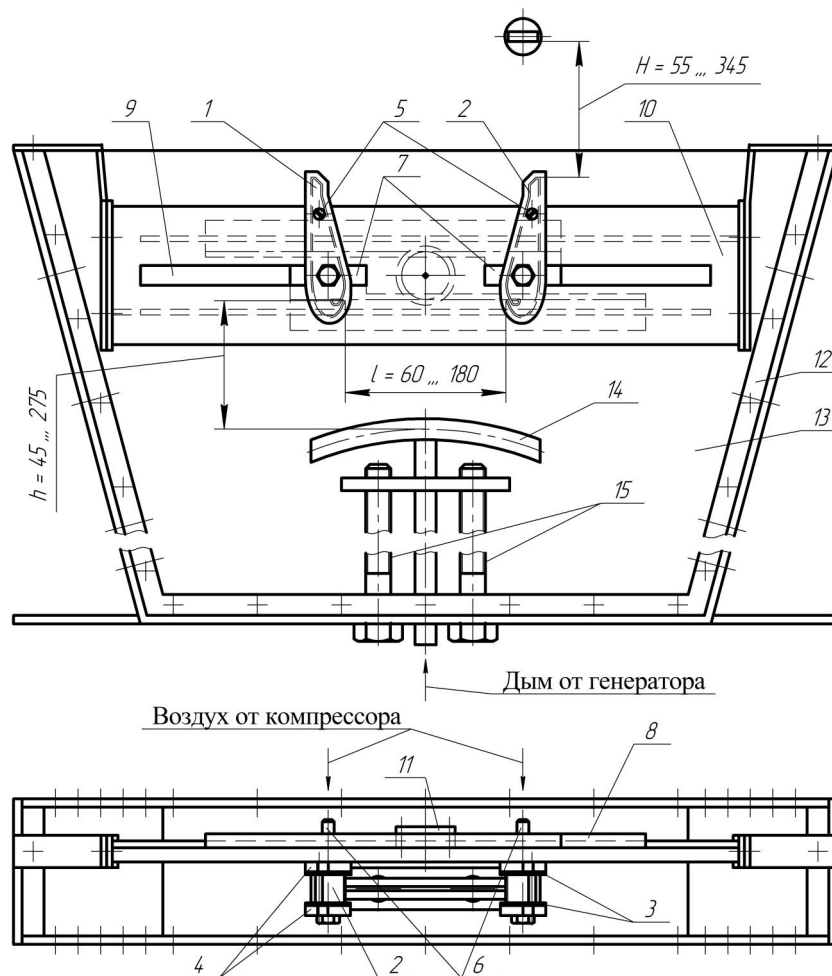 H = 55 ... 345
9 1 5 2 10
7
12
l = 60 ... 180
14
13
h = 45 ... 275
15
Дым от генератора
Воздух от компрессора
8
11
3
4 2 6